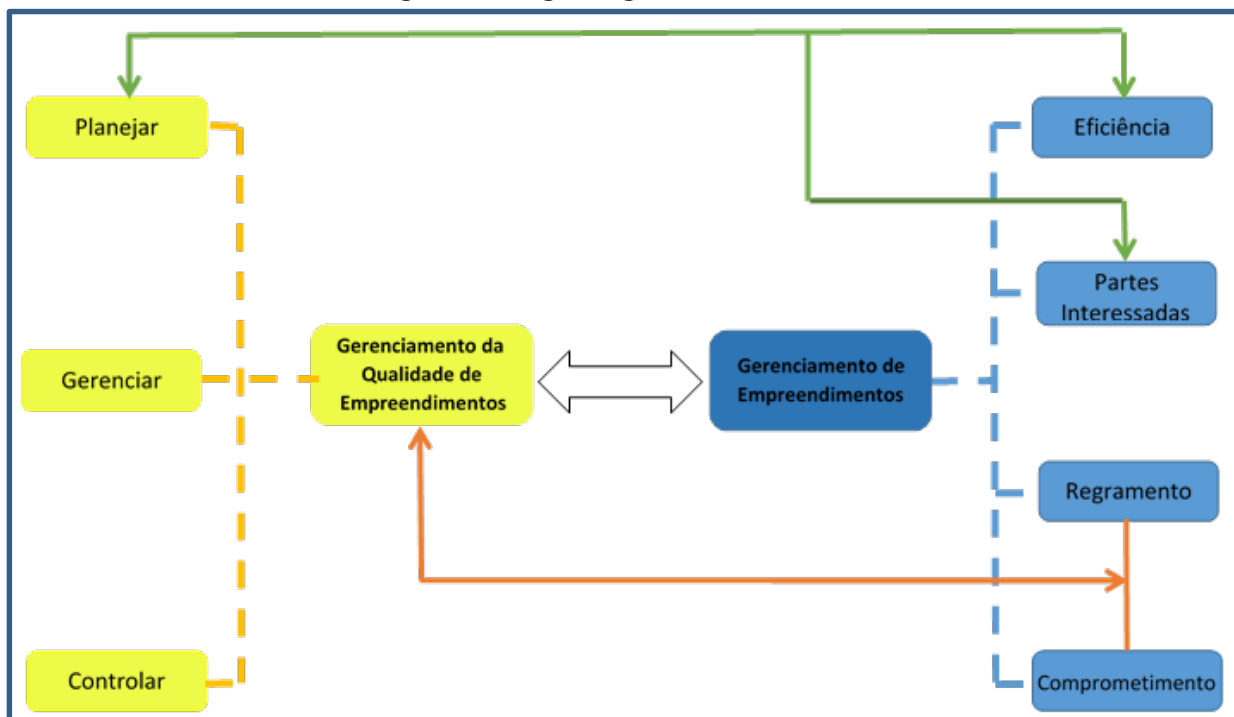 Planejar
Eficiência
Partes
Interessadas
Gerenciar
Gerenciamento da
Qualidade de
Empreendimentos
Gerenciamento de
Empreendimentos
Regramento
Controlar
Comprometimento